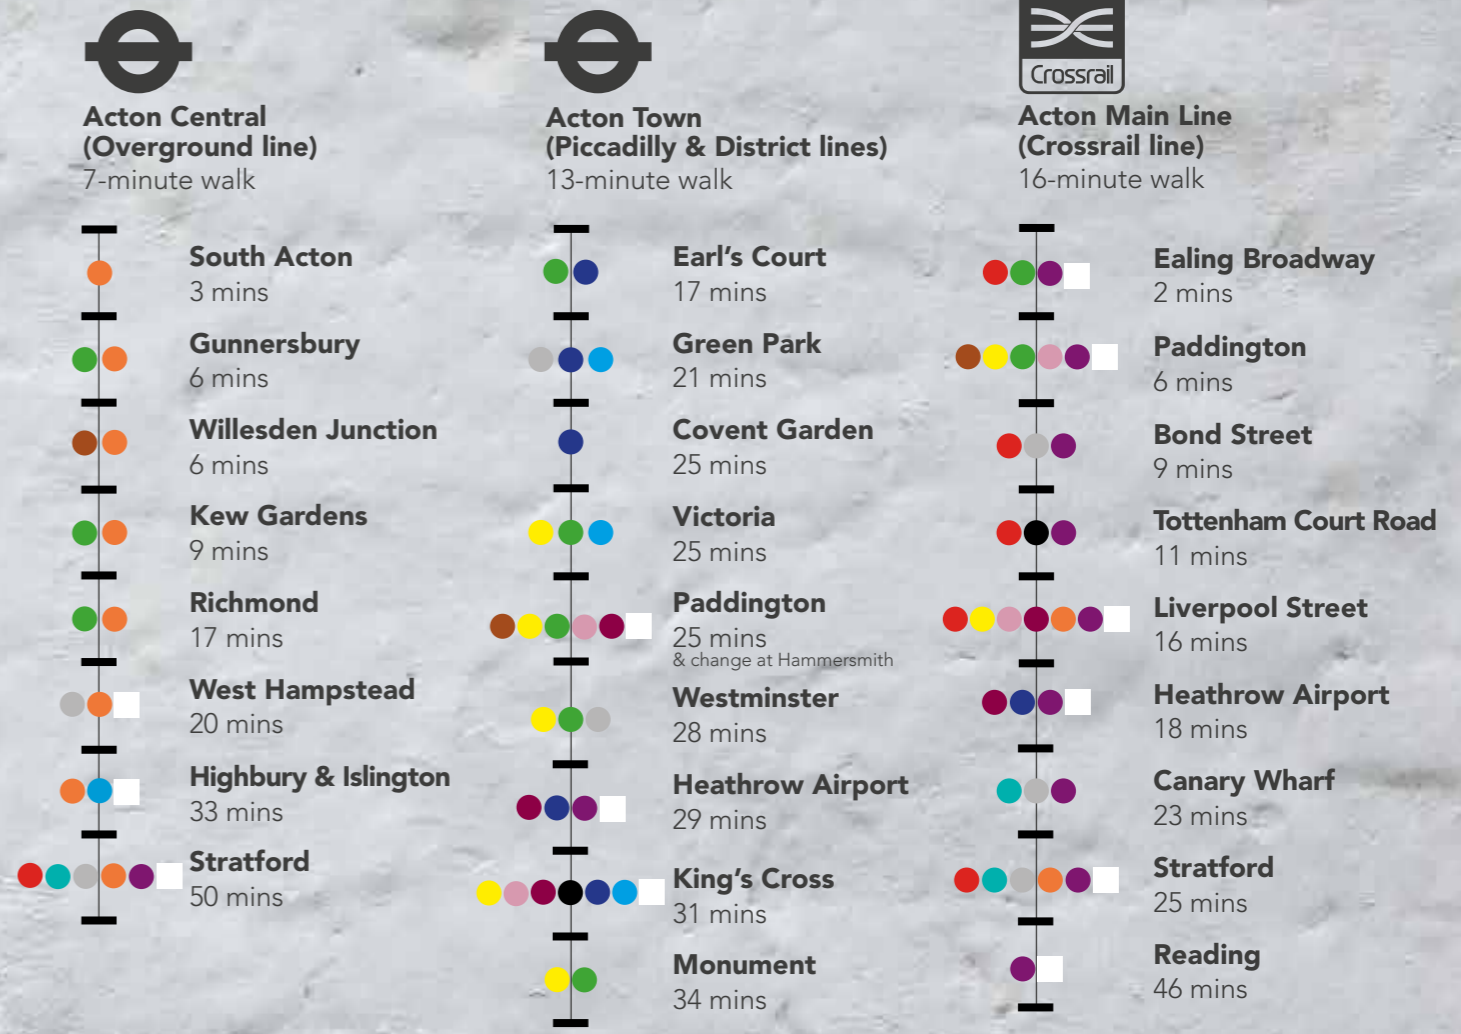 Acton Central
(Overground line)
7-minute walk
South Acton
3 mins
Gunnersbury
6 mins
Willesden Junction
6 mins
Kew Gardens
9 mins
Richmond
17 mins
West Hampstead
20 mins
Highbury & Islington
33 mins
Stratford
50 mins
Acton Town
(Piccadilly & District lines)
13-minute walk
Earl's Court
17 mins
Green Park
21 mins
Covent Garden
25 mins
Victoria
25 mins
Paddington
25 mins
& change at Hammersmith
Westminster
28 mins
Heathrow Airport
29 mins
King's Cross
31 mins
Monument
34 mins
Crossrail
Acton Main Line
(Crossrail line)
16-minute walk
Ealing Broadway
2 mins
Paddington
6 mins
Bond Street
9 mins
Tottenham Court Road
11 mins
Liverpool Street
16 mins
Heathrow Airport
18 mins
Canary Wharf
23 mins
Stratford
25 mins
Reading
46 mins